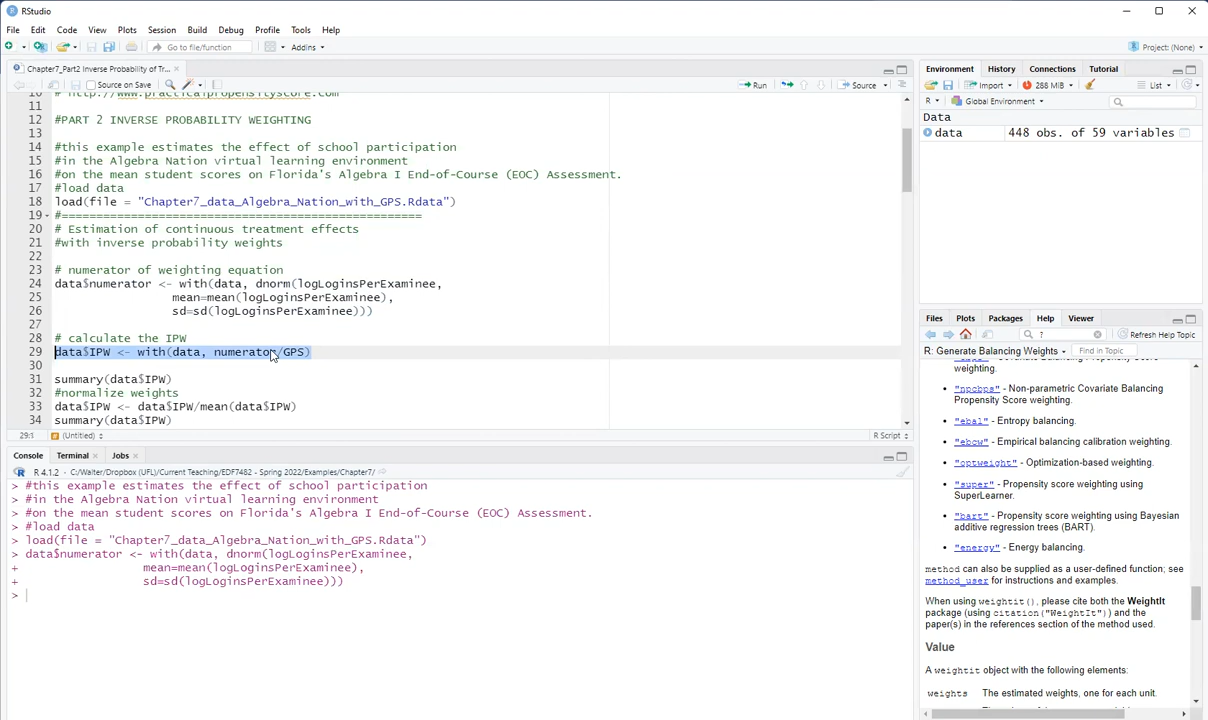 RStudio
File Edit Code View Plots Session Build Debug Profile Tools Help
Go to file/function Addins Project: (None)
Chapter7_Part2 Inverse Probability of Tr...
Source on Save Run Source
10 # http://www.practicalpropensityscore.com
11
12 #PART 2 INVERSE PROBABILITY WEIGHTING
13
14 #this example estimates the effect of school participation
15 #in the Algebra Nation virtual learning environment
16 #on the mean student scores on Florida's Algebra I End-of-Course (EOC) Assessment.
17 #load data
18 load(file = "Chapter7_data_Algebra_Nation_with_GPS.Rdata")
19 #====================================================
20 # Estimation of continuous treatment effects
21 #with inverse probability weights
22
23 # numerator of weighting equation
24 data$numerator <- with(data, dnorm(logLoginsPerExaminee,
25 mean=mean(logLoginsPerExaminee),
26 sd=sd(logLoginsPerExaminee)))
27
28 # calculate the IPW
29 data$IPW <- with(data, numerator/GPS)
30
31 summary(data$IPW)
32 #normalize weights
33 data$IPW <- data$IPW/mean(data$IPW)
34 summary(data$IPW)
29:1 (Untitled) R Script
Console Terminal Jobs
R 4.1.2 · C:/Walter/Dropbox (UFL)/Current Teaching/EDF7482 - Spring 2022/Examples/Chapter7/
> #this example estimates the effect of school participation
> #in the Algebra Nation virtual learning environment
> #on the mean student scores on Florida's Algebra I End-of-Course (EOC) Assessment.
> #load data
> load(file = "Chapter7_data_Algebra_Nation_with_GPS.Rdata")
> data$numerator <- with(data, dnorm(logLoginsPerExaminee,
+ mean=mean(logLoginsPerExaminee),
+ sd=sd(logLoginsPerExaminee)))
>
Environment History Connections Tutorial
Import 288 MiB List
R Global Environment
Data
data 448 obs. of 59 variables
Files Plots Packages Help Viewer
? Refresh Help Topic
R: Generate Balancing Weights Find in Topic
weighting.
• "npcbps" - Non-parametric Covariate Balancing
Propensity Score weighting.
• "ebal" - Entropy balancing.
• "ebcw" - Empirical balancing calibration weighting.
• "optweight" - Optimization-based weighting.
• "super" - Propensity score weighting using
SuperLearner.
• "bart" - Propensity score weighting using Bayesian
additive regression trees (BART).
• "energy" - Energy balancing.
method can also be supplied as a user-defined function; see
method_user for instructions and examples.
When using weightit(), please cite both the WeightIt
package (using citation("WeightIt")) and the
paper(s) in the references section of the method used.
Value
A weightit object with the following elements:
weights The estimated weights, one for each unit.